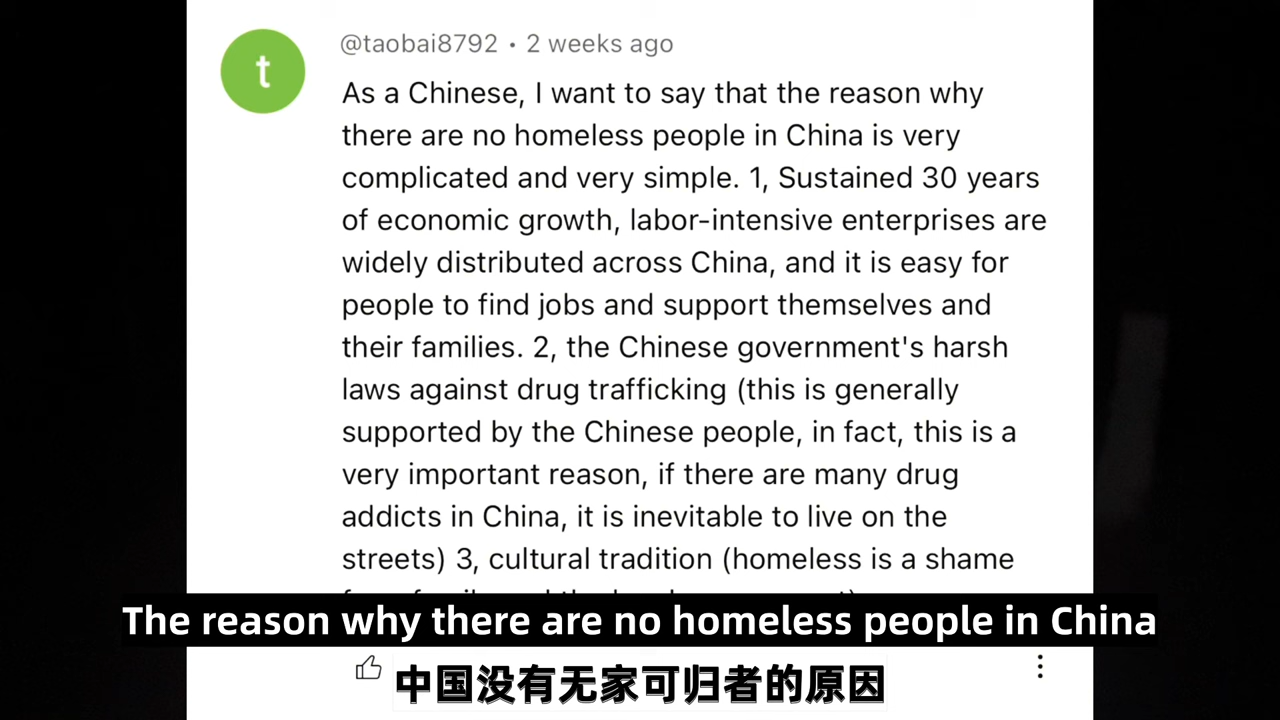 t
@taobai8792 • 2 weeks ago
As a Chinese, I want to say that the reason why
there are no homeless people in China is very
complicated and very simple. 1, Sustained 30 years
of economic growth, labor-intensive enterprises are
widely distributed across China, and it is easy for
people to find jobs and support themselves and
their families. 2, the Chinese government's harsh
laws against drug trafficking (this is generally
supported by the Chinese people, in fact, this is a
very important reason, if there are many drug
addicts in China, it is inevitable to live on the
streets) 3, cultural tradition (homeless is a shame
The reason why there are no homeless people in China
中国没有无家可归者的原因